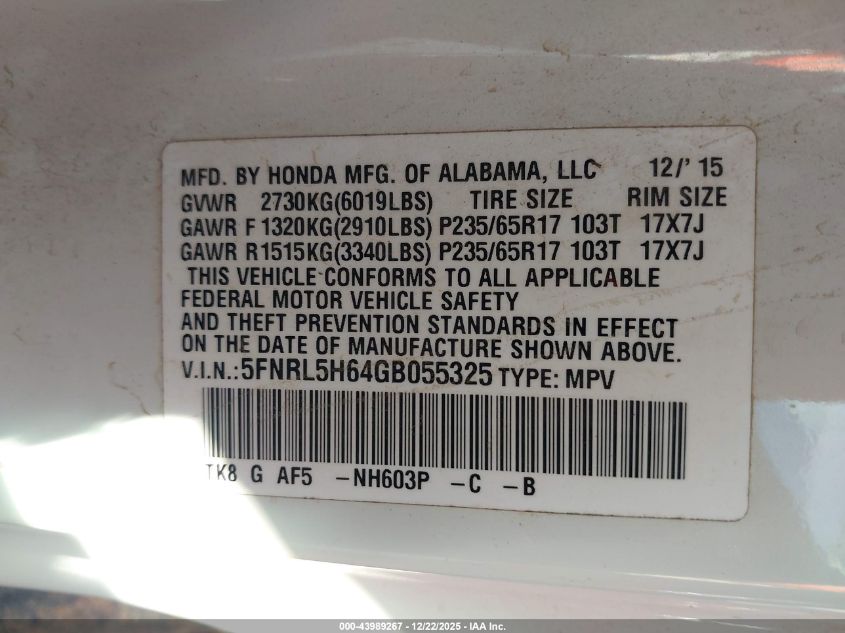 MFD. BY HONDA MFG. OF ALABAMA, LLC 12/' 15
GVWR 2730KG(6019LBS) TIRE SIZE RIM SIZE
GAWR F 1320KG(2910LBS) P235/65R17 103T 17X7J
GAWR R1515KG(3340LBS) P235/65R17 103T 17X7J
THIS VEHICLE CONFORMS TO ALL APPLICABLE
FEDERAL MOTOR VEHICLE SAFETY
AND THEFT PREVENTION STANDARDS IN EFFECT
ON THE DATE OF MANUFACTURE SHOWN ABOVE.
V.I.N.:5FNRL5H64GB055325 TYPE: MPV
TK8 G AF5 -NH603P -C -B
000-43989267 - 12/22/2025 - IAA Inc.